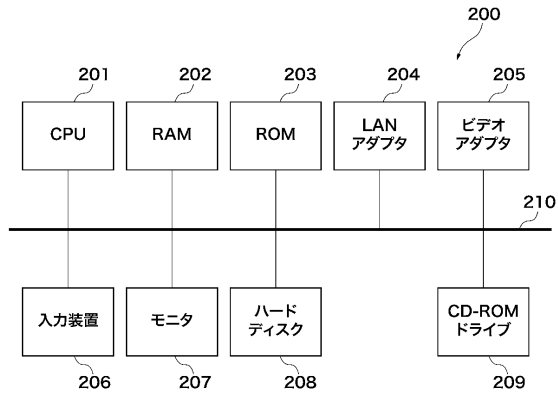 200
201
202
203
204
205
CPU
RAM
ROM
LAN
アダプタ
ビデオ
アダプタ
210
入力装置
モニタ
ハード
ディスク
CD-ROM
ドライブ
206
207
208
209